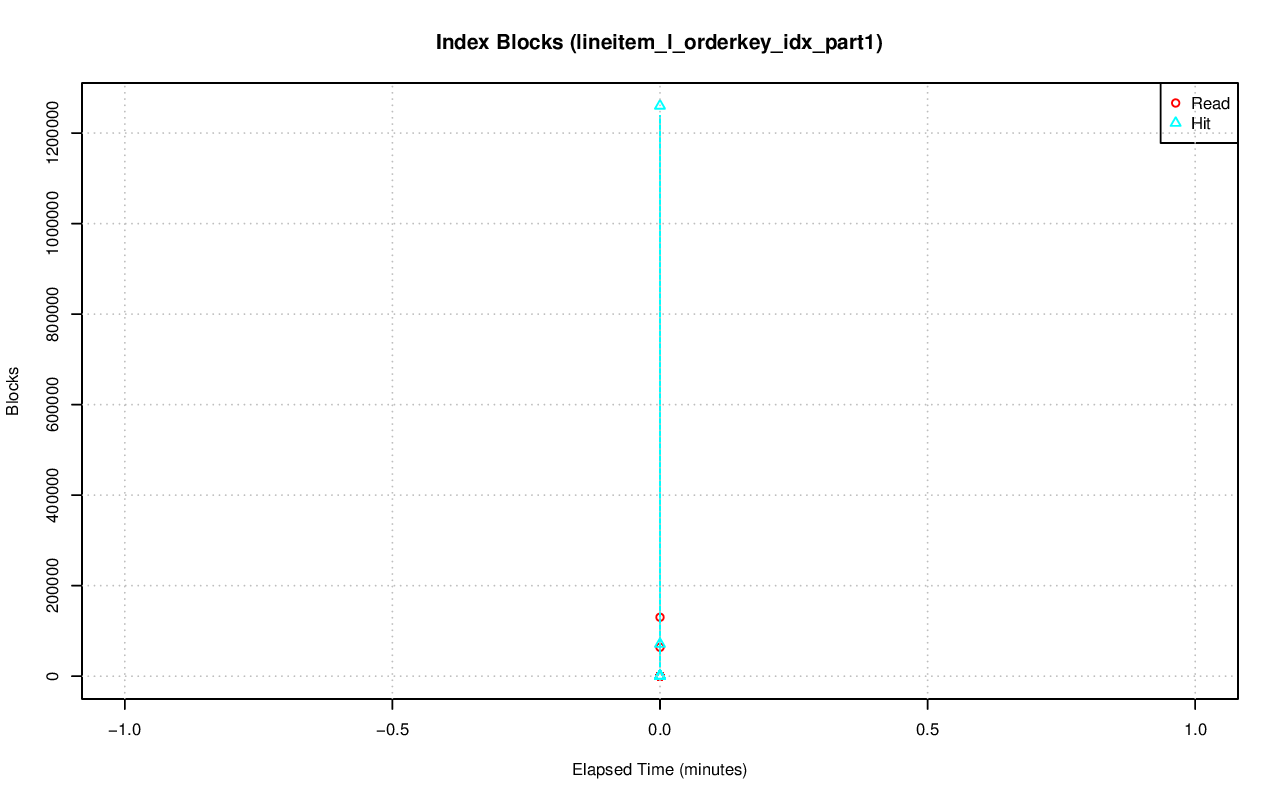 Index Blocks (lineitem_l_orderkey_idx_part1)
Read
Hit
1200000
1000000
800000
600000
400000
200000
0
Blocks
−1.0
−0.5
0.0
0.5
1.0
Elapsed Time (minutes)